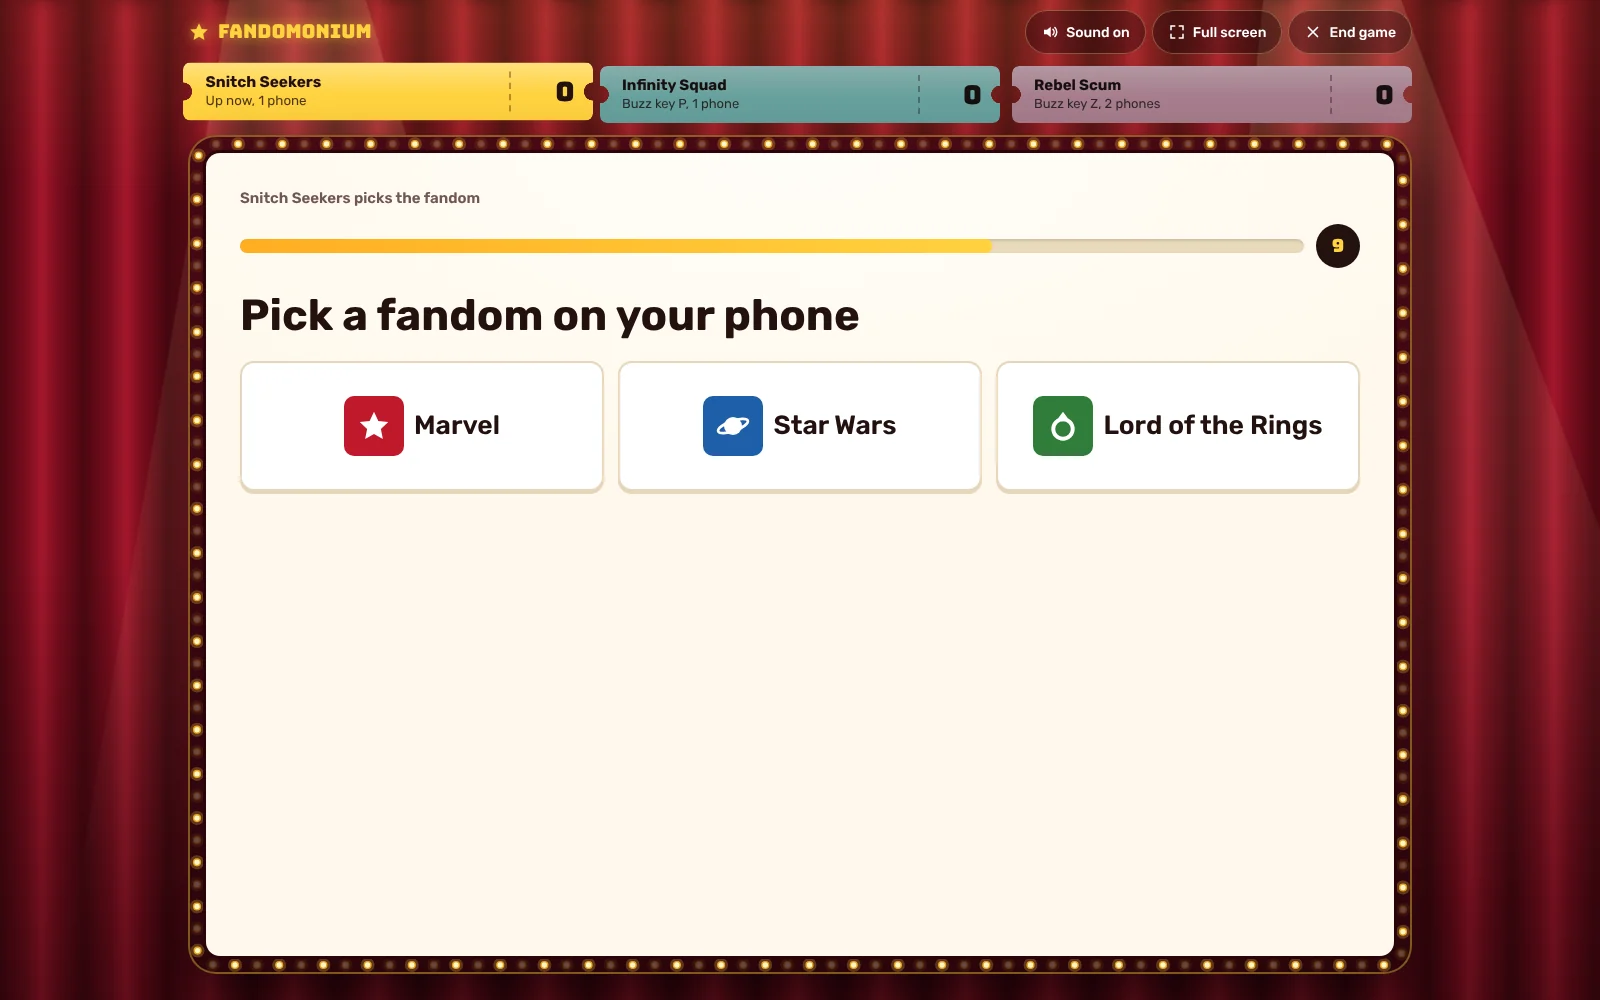 FANDOMONIUM
Sound on
Full screen
End game
Snitch Seekers
Up now, 1 phone
0
Infinity Squad
Buzz key P, 1 phone
0
Rebel Scum
Buzz key Z, 2 phones
0
Snitch Seekers picks the fandom
9
Pick a fandom on your phone
Marvel
Star Wars
Lord of the Rings